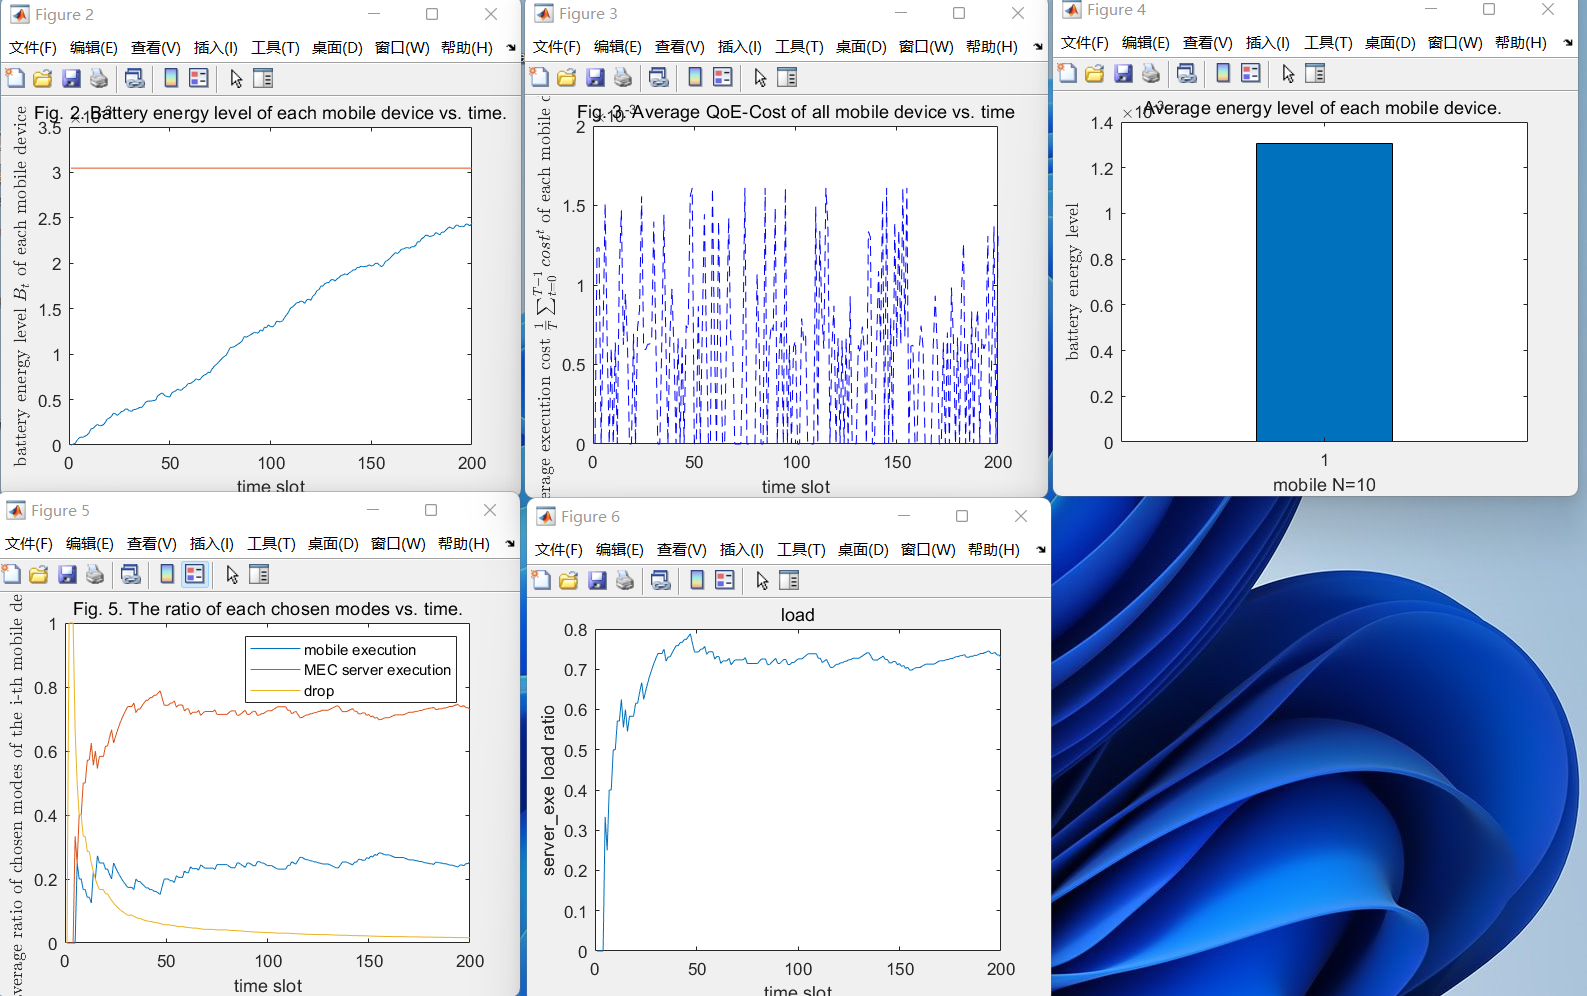 Figure 2
文件(F) 编辑(E) 查看(V) 插入(I) 工具(T) 桌面(D) 窗口(W) 帮助(H)
Fig. 2. Battery energy level of each mobile device vs. time.
battery energy level B_t of each mobile device
3.5
3
2.5
2
1.5
1
0.5
0
0 50 100 150 200
time slot
Figure 3
文件(F) 编辑(E) 查看(V) 插入(I) 工具(T) 桌面(D) 窗口(W) 帮助(H)
Fig. 3. Average QoE-Cost of all mobile device vs. time
erage execution cost 1/T ∑_{t=0}^{T-1} cost^t of each mobile
2
1.5
1
0.5
0
0 50 100 150 200
time slot
Figure 4
文件(F) 编辑(E) 查看(V) 插入(I) 工具(T) 桌面(D) 窗口(W) 帮助(H)
×10-3
Average energy level of each mobile device.
battery energy level
1.4
1.2
1
0.8
0.6
0.4
0.2
0
1
mobile N=10
Figure 5
文件(F) 编辑(E) 查看(V) 插入(I) 工具(T) 桌面(D) 窗口(W) 帮助(H)
Fig. 5. The ratio of each chosen modes vs. time.
verage ratio of chosen modes of the i-th mobile de
1
0.8
0.6
0.4
0.2
0
mobile execution
MEC server execution
drop
0 50 100 150 200
time slot
Figure 6
文件(F) 编辑(E) 查看(V) 插入(I) 工具(T) 桌面(D) 窗口(W) 帮助(H)
load
server_exe load ratio
0.8
0.7
0.6
0.5
0.4
0.3
0.2
0.1
0
0 50 100 150 200
time slot